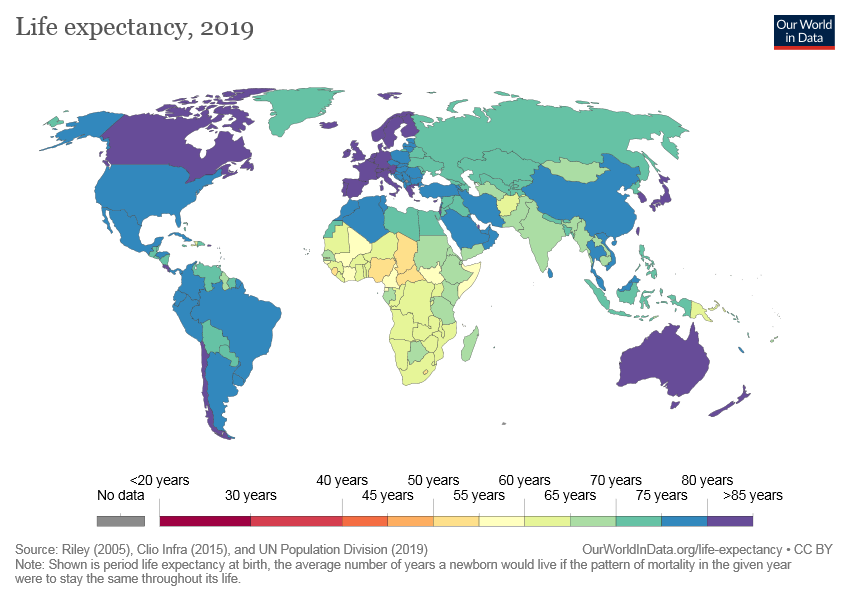 Life expectancy, 2019
Our World
in Data
<20 years
40 years
50 years
60 years
70 years
80 years
No data
30 years
45 years
55 years
65 years
75 years
>85 years
Source: Riley (2005), Clio Infra (2015), and UN Population Division (2019)
OurWorldInData.org/life-expectancy • CC BY
Note: Shown is period life expectancy at birth, the average number of years a newborn would live if the pattern of mortality in the given year
were to stay the same throughout its life.